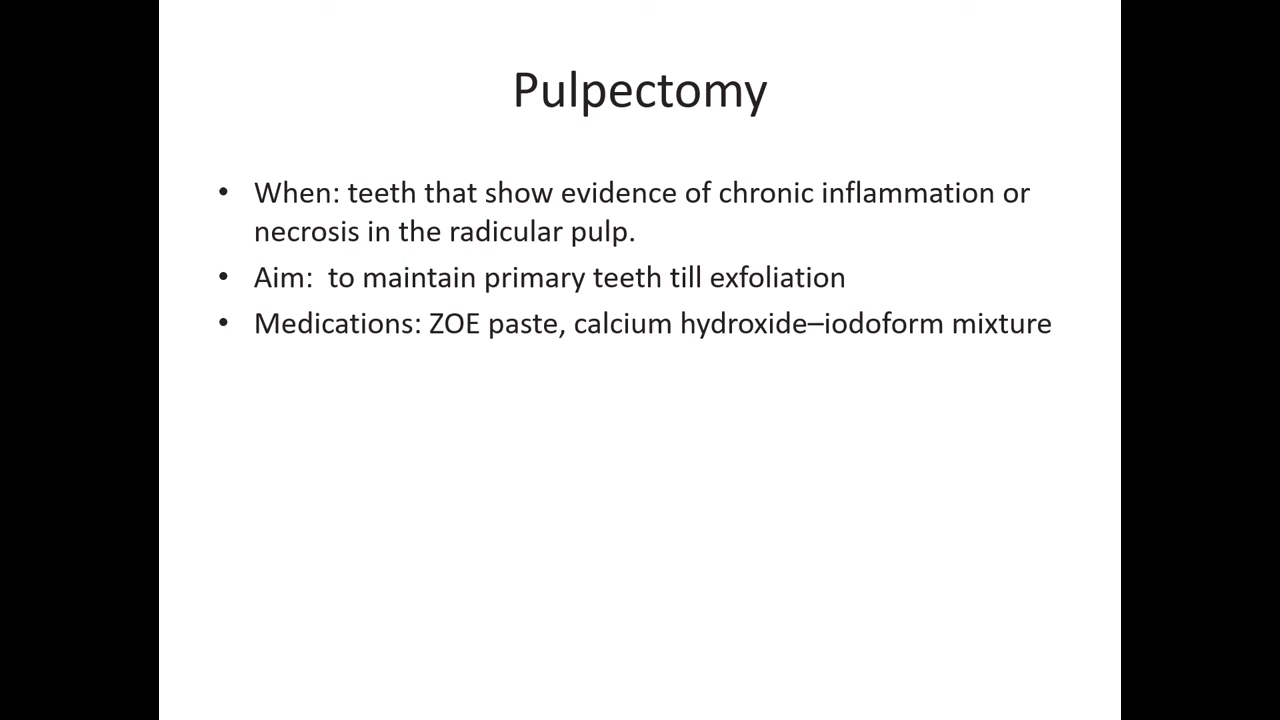 Pulpectomy
• When: teeth that show evidence of chronic inflammation or
necrosis in the radicular pulp.
• Aim:  to maintain primary teeth till exfoliation
• Medications: ZOE paste, calcium hydroxide–iodoform mixture